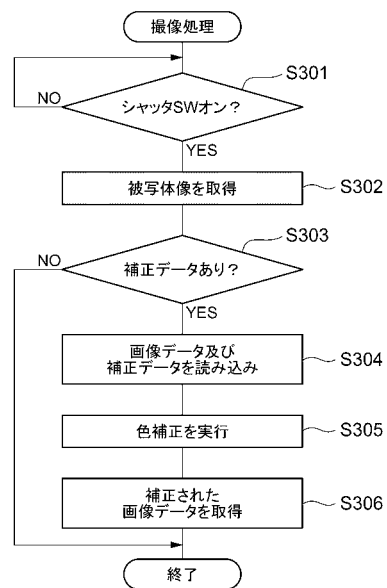 撮像処理
S301
NO
シャッタSWオン？
YES
被写体像を取得
S302
S303
NO
補正データあり？
YES
画像データ及び
補正データを読み込み
S304
色補正を実行
S305
補正された
画像データを取得
S306
終了